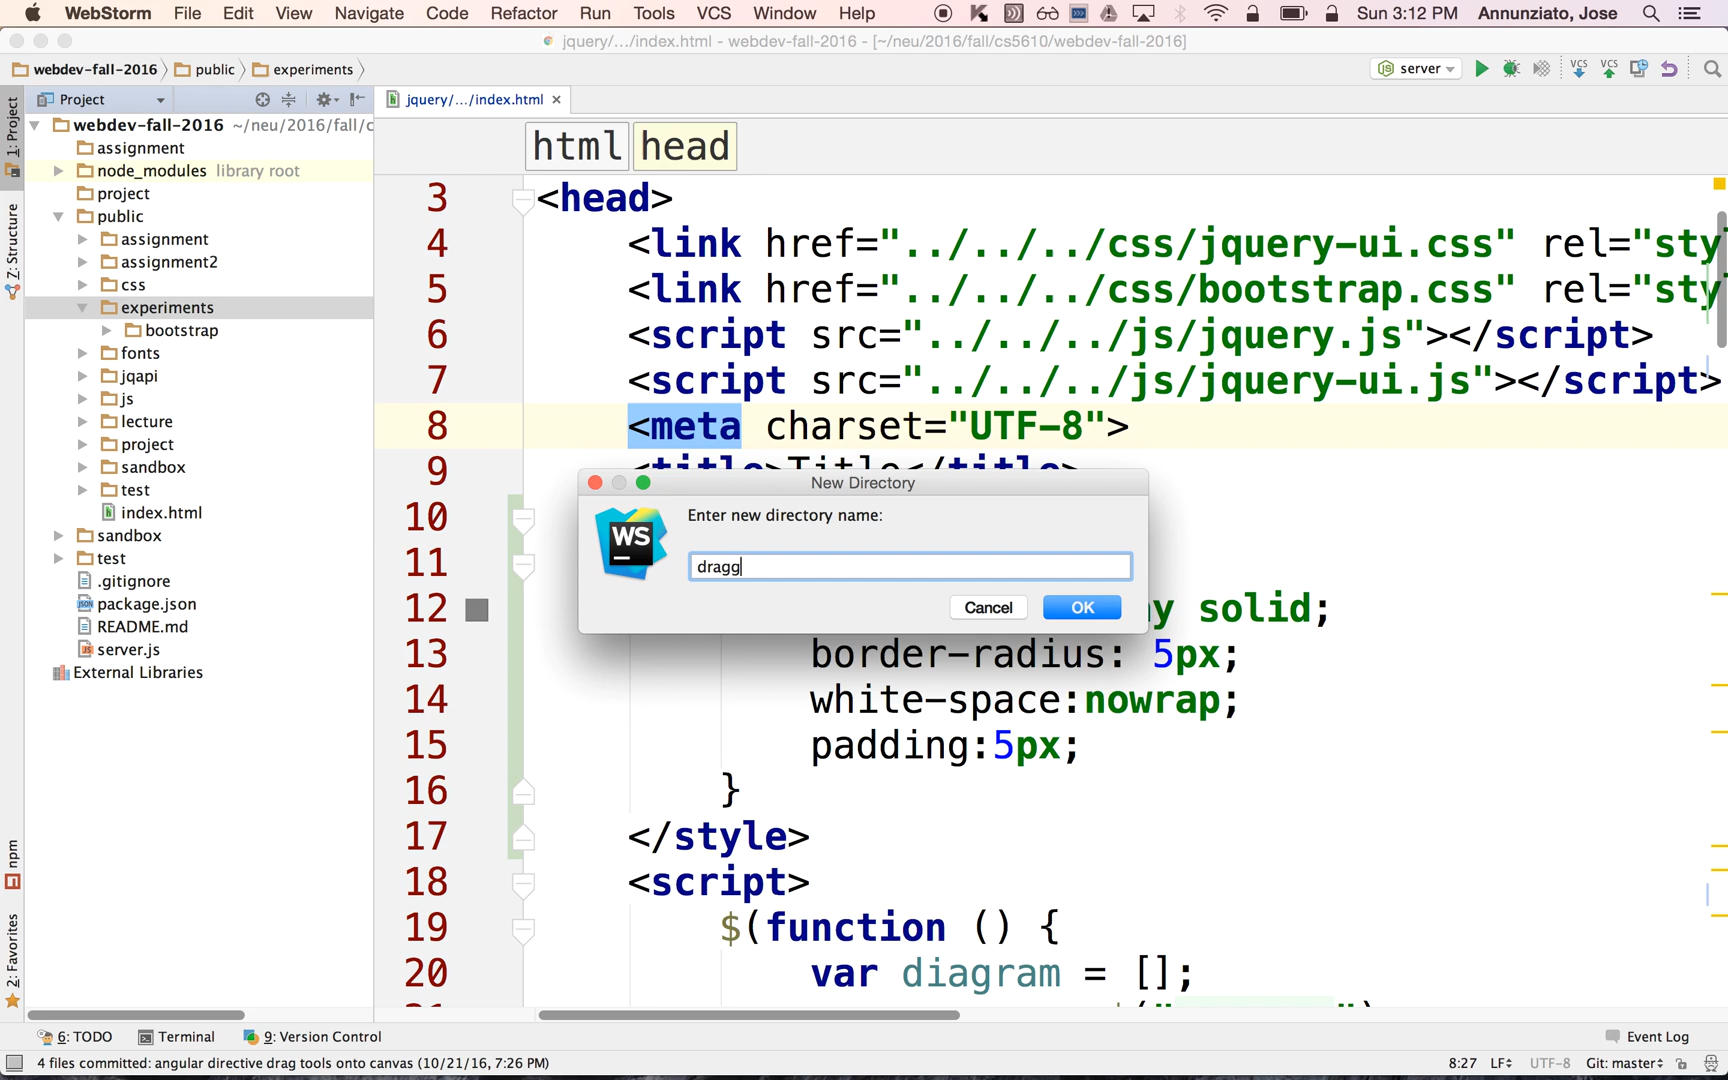 WebStorm File Edit View Navigate Code Refactor Run Tools VCS Window Help Sun 3:12 PM Annunziato, Jose
jquery/.../index.html - webdev-fall-2016 - [~/neu/2016/fall/cs5610/webdev-fall-2016]
webdev-fall-2016 public experiments server VCS VCS
Project jquery/.../index.html
1: Project
Z: Structure
npm
2: Favorites
webdev-fall-2016 ~/neu/2016/fall/c
assignment
node_modules library root
project
public
assignment
assignment2
css
experiments
bootstrap
fonts
jqapi
js
lecture
project
sandbox
test
index.html
sandbox
test
.gitignore
package.json
README.md
server.js
External Libraries
html head
3 <head>
4 <link href="../../../css/jquery-ui.css" rel="sty
5 <link href="../../../css/bootstrap.css" rel="sty
6 <script src="../../../js/jquery.js"></script>
7 <script src="../../../js/jquery-ui.js"></script>
8 <meta charset="UTF-8">
9 <title>Title</title>
New Directory
WS
Enter new directory name:
dragg
Cancel OK
10
11
12 y solid;
13 border-radius: 5px;
14 white-space:nowrap;
15 padding:5px;
16 }
17 </style>
18 <script>
19 $(function () {
20 var diagram = [];
6: TODO Terminal 9: Version Control Event Log
4 files committed: angular directive drag tools onto canvas (10/21/16, 7:26 PM) 8:27 LF UTF-8 Git: master